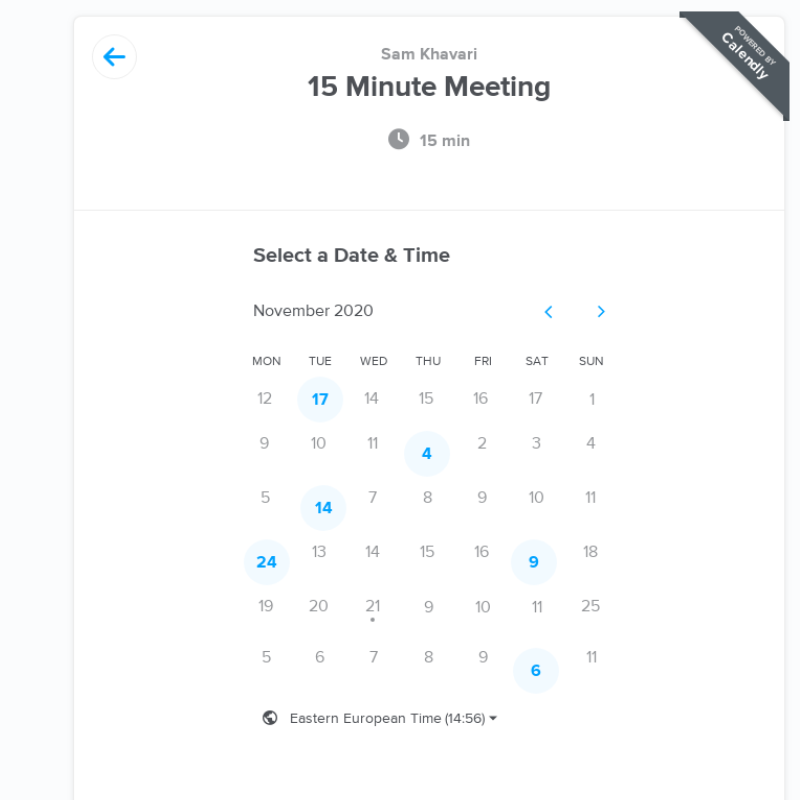 POWERED BY
Calendly
Sam Khavari
15 Minute Meeting
15 min
Select a Date & Time
November 2020
MON TUE WED THU FRI SAT SUN
12 17 14 15 16 17 1
9 10 11 4 2 3 4
5 14 7 8 9 10 11
24 13 14 15 16 9 18
19 20 21 9 10 11 25
5 6 7 8 9 6 11
Eastern European Time (14:56)